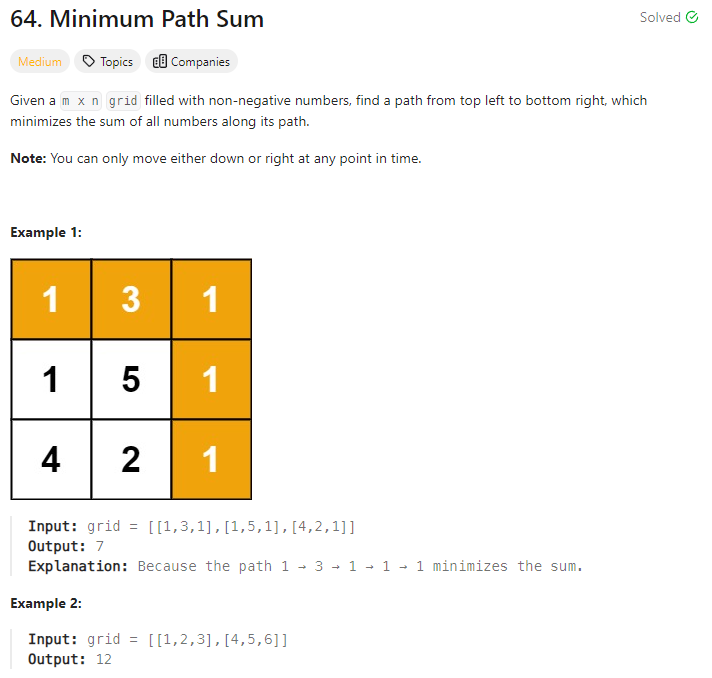 64. Minimum Path Sum
Solved
Medium Topics Companies
Given a m x n grid filled with non-negative numbers, find a path from top left to bottom right, which
minimizes the sum of all numbers along its path.
Note: You can only move either down or right at any point in time.
Example 1:
1 3 1
1 5 1
4 2 1
Input: grid = [[1,3,1],[1,5,1],[4,2,1]]
Output: 7
Explanation: Because the path 1 → 3 → 1 → 1 → 1 minimizes the sum.
Example 2:
Input: grid = [[1,2,3],[4,5,6]]
Output: 12